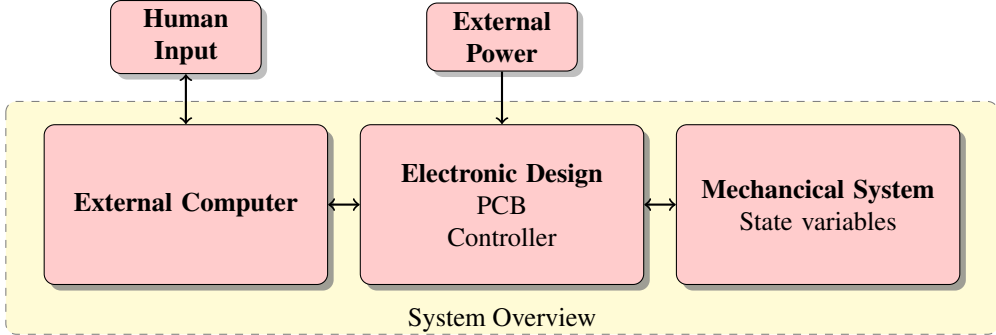 Human
Input
External
Power
External Computer
Electronic Design
PCB
Controller
Mechancical System
State variables
System Overview